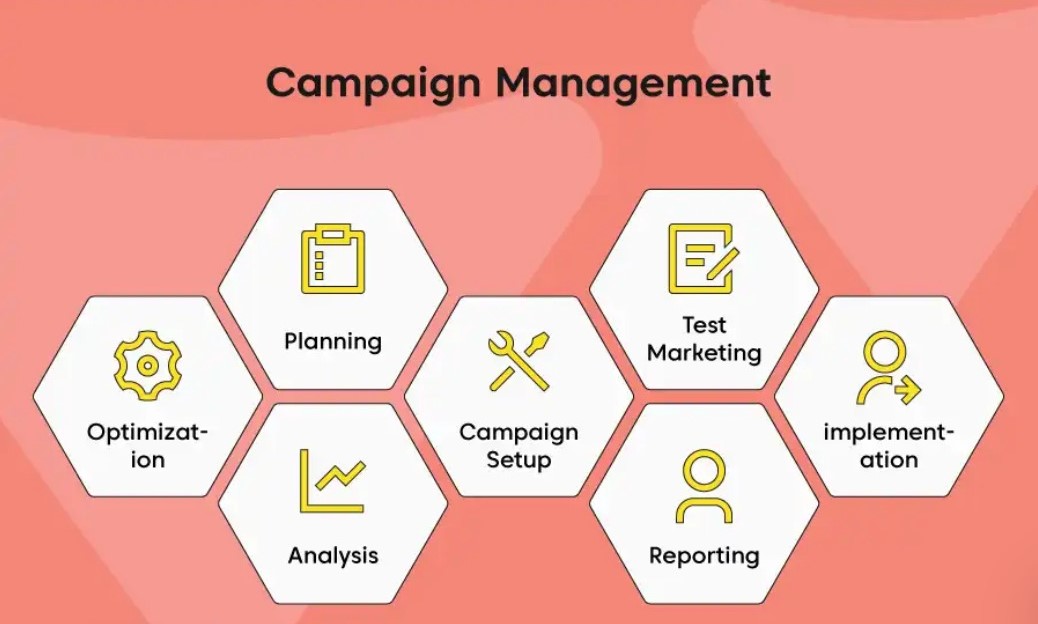 Campaign Management
Planning
Test
Marketing
Optimizat-
ion
Campaign
Setup
implement-
ation
Analysis
Reporting